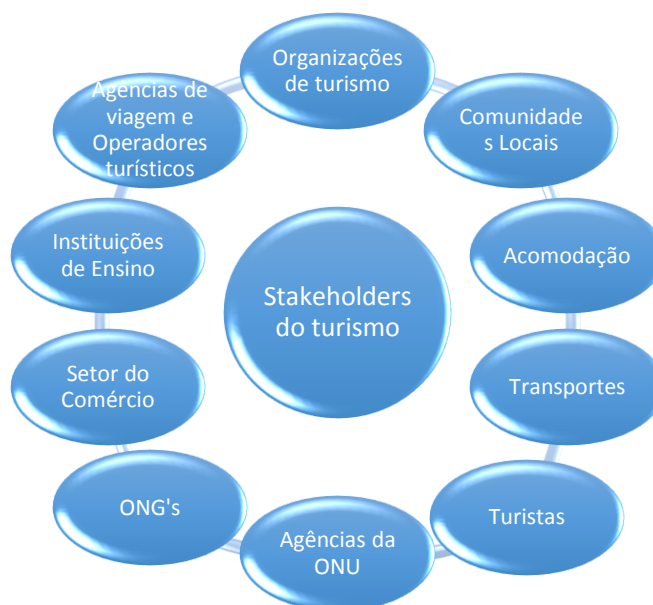 Organizações
de turismo
Comunidade
s Locais
Acomodação
Transportes
Turistas
Agências da
ONU
ONG's
Setor do
Comércio
Instituições
de Ensino
Agencias de
viagem e
Operadores
turísticos
Stakeholders
do turismo